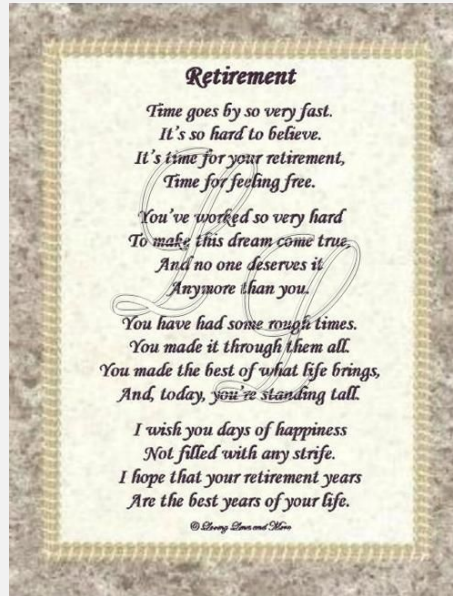 Retirement
Time goes by so very fast.
It's so hard to believe.
It's time for your retirement,
Time for feeling free.
You've worked so very hard
To make this dream come true,
And no one deserves it
Anymore than you.
You have had some rough times.
You made it through them all.
You made the best of what life brings,
And, today, you're standing tall.
I wish you days of happiness
Not filled with any strife.
I hope that your retirement years
Are the best years of your life.
© Loving Lines and More